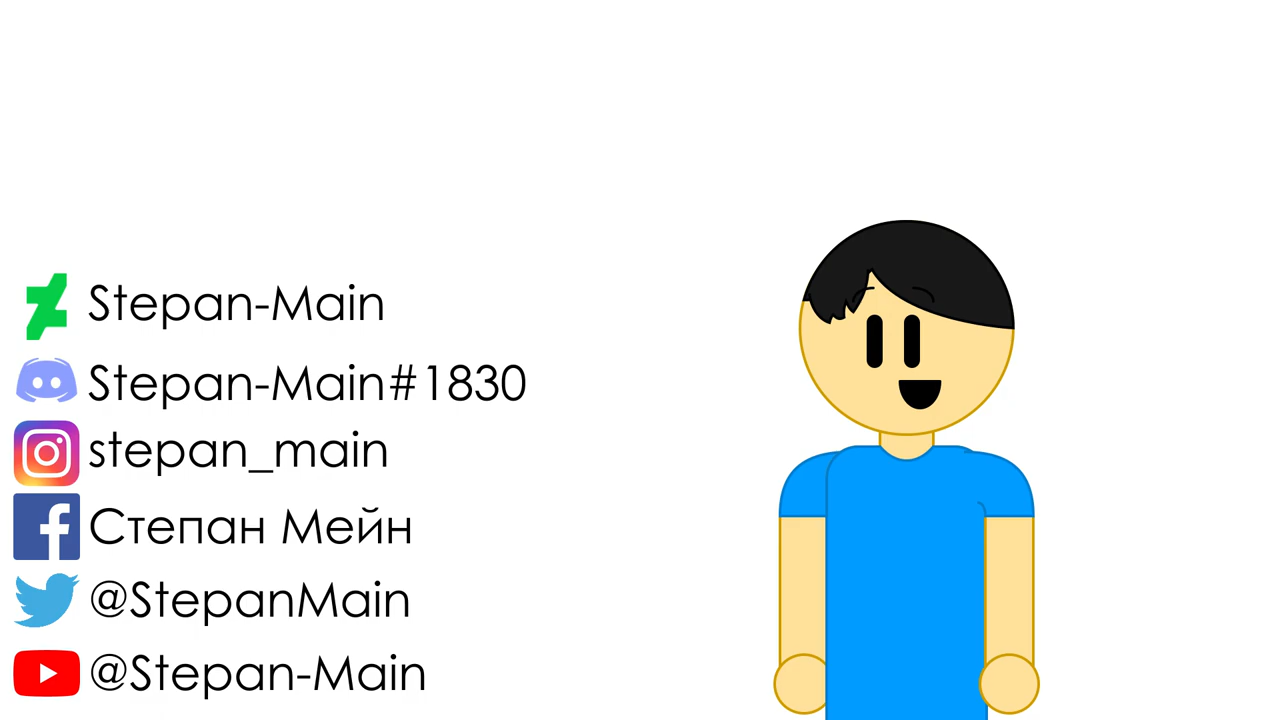 Stepan-Main
Stepan-Main#1830
stepan_main
Степан Мейн
@StepanMain
@Stepan-Main